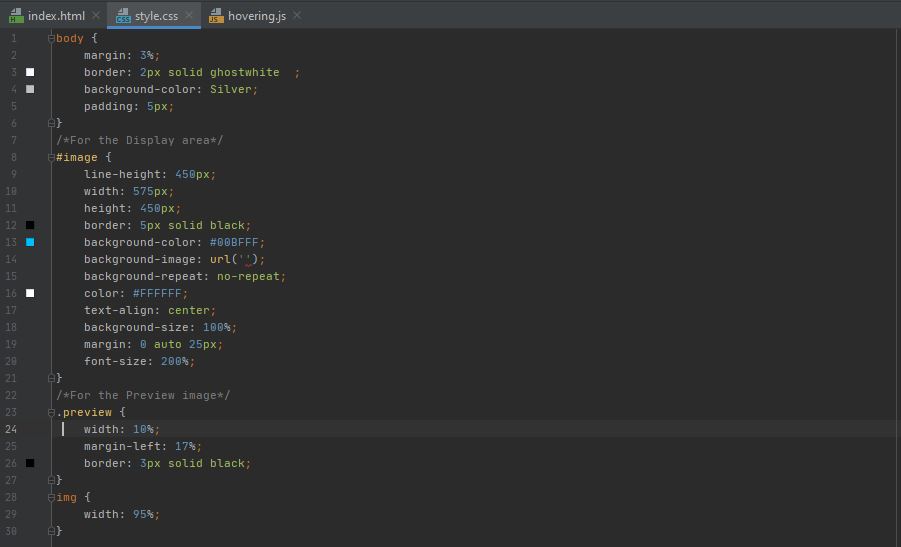 index.html style.css hovering.js
1 body {
2 margin: 3%;
3 border: 2px solid ghostwhite  ;
4 background-color: Silver;
5 padding: 5px;
6 }
7 /*For the Display area*/
8 #image {
9 line-height: 450px;
10 width: 575px;
11 height: 450px;
12 border: 5px solid black;
13 background-color: #00BFFF;
14 background-image: url('');
15 background-repeat: no-repeat;
16 color: #FFFFFF;
17 text-align: center;
18 background-size: 100%;
19 margin: 0 auto 25px;
20 font-size: 200%;
21 }
22 /*For the Preview image*/
23 .preview {
24 width: 10%;
25 margin-left: 17%;
26 border: 3px solid black;
27 }
28 img {
29 width: 95%;
30 }